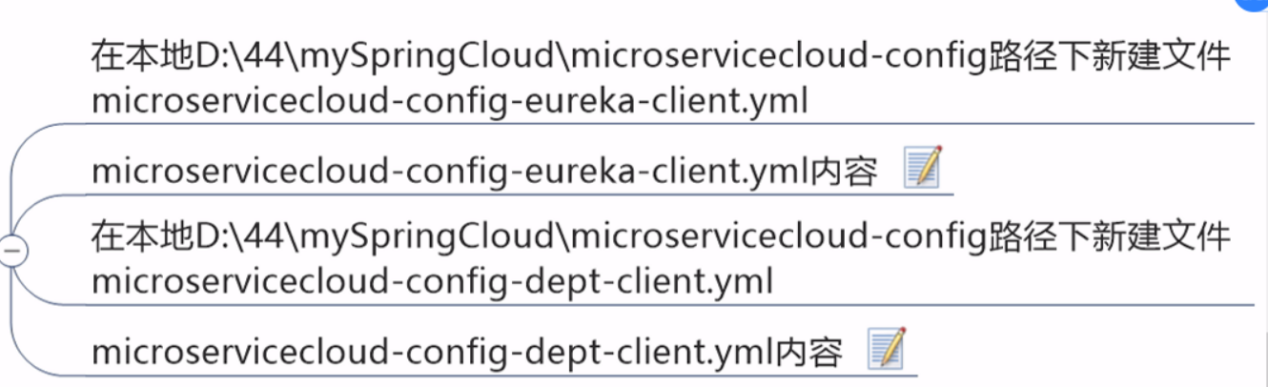 在本地D:\44\mySpringCloud\microservicecloud-config路径下新建文件
microservicecloud-config-eureka-client.yml
microservicecloud-config-eureka-client.yml内容
在本地D:\44\mySpringCloud\microservicecloud-config路径下新建文件
microservicecloud-config-dept-client.yml
microservicecloud-config-dept-client.yml内容